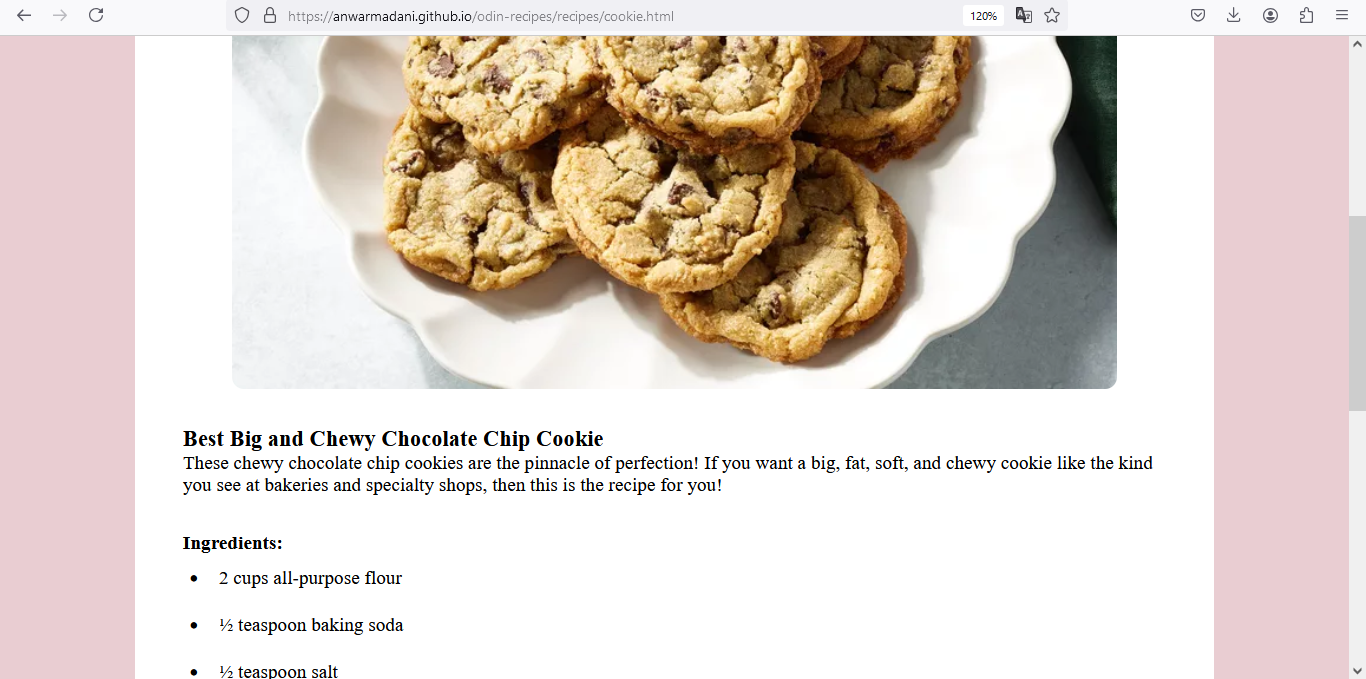 https://anwarmadani.github.io/odin-recipes/recipes/cookie.html
120%
Best Big and Chewy Chocolate Chip Cookie
These chewy chocolate chip cookies are the pinnacle of perfection! If you want a big, fat, soft, and chewy cookie like the kind
you see at bakeries and specialty shops, then this is the recipe for you!
Ingredients:
• 2 cups all-purpose flour
• ½ teaspoon baking soda
• ½ teaspoon salt